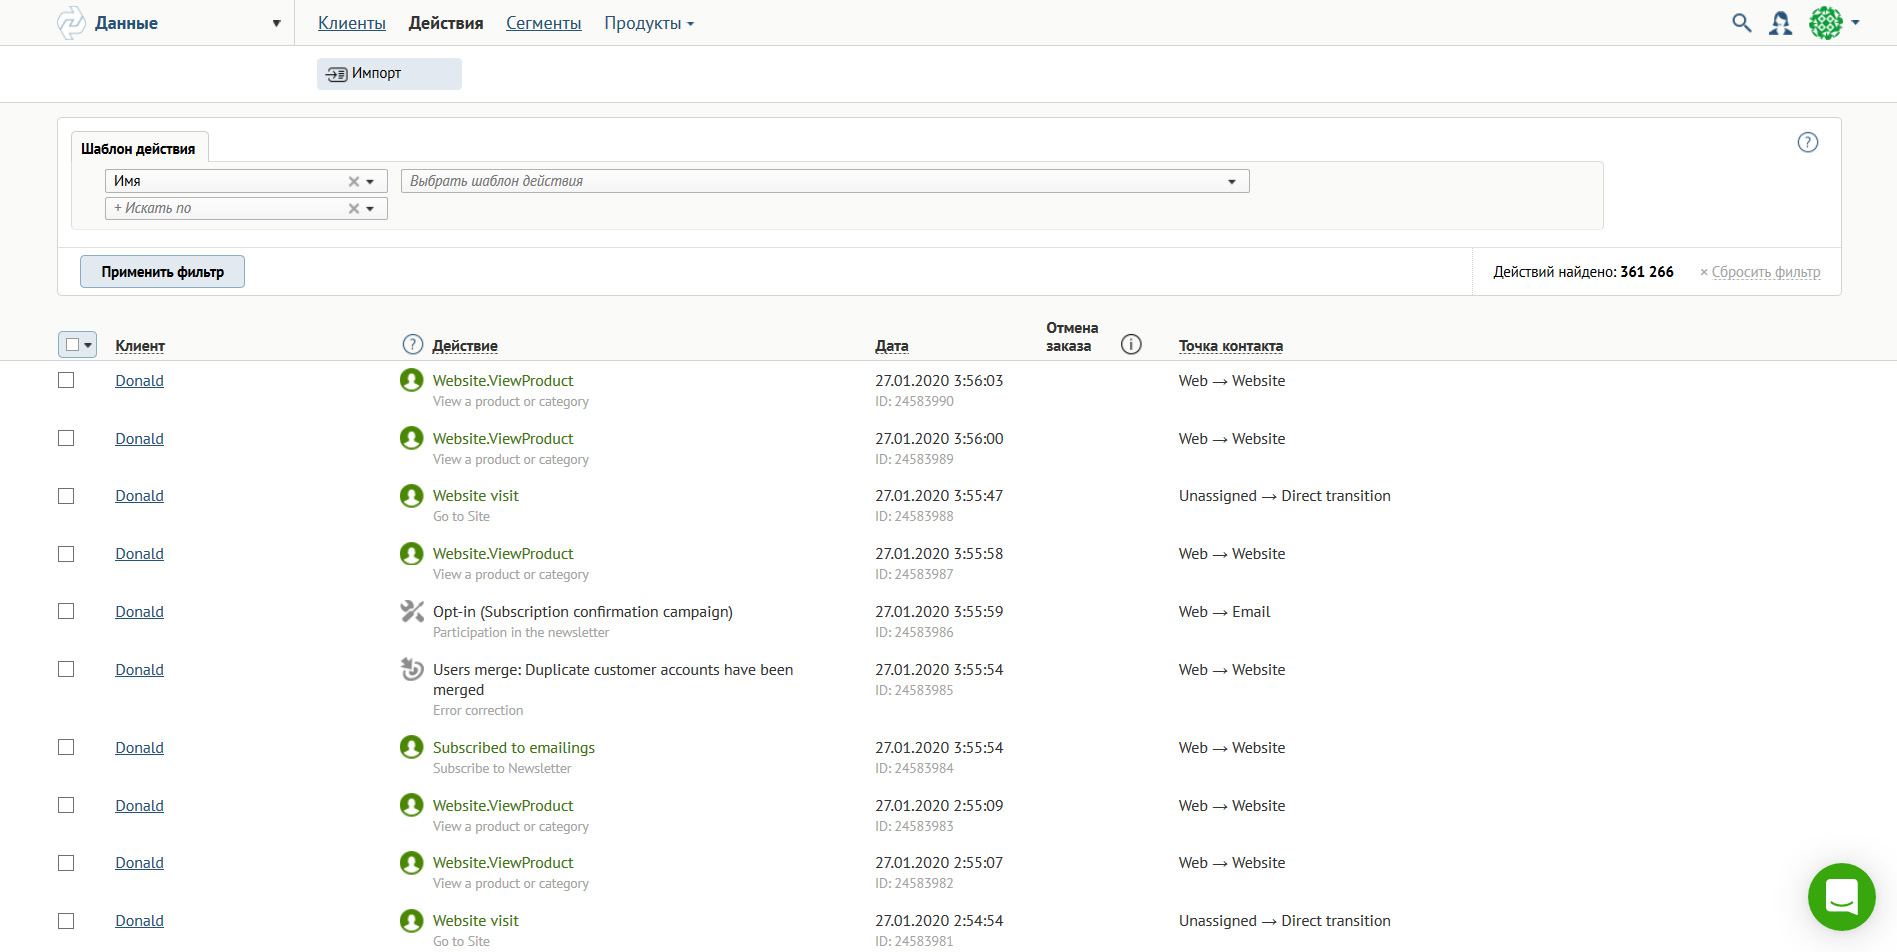 Данные
Клиенты Действия Сегменты Продукты
Импорт
Шаблон действия
Имя
Выбрать шаблон действия
+ Искать по
Применить фильтр
Действий найдено: 361 266
× Сбросить фильтр
Клиент Действие Дата Отмена заказа Точка контакта
Donald Website.ViewProduct 27.01.2020 3:56:03 Web → Website
View a product or category ID: 24583990
Donald Website.ViewProduct 27.01.2020 3:56:00 Web → Website
View a product or category ID: 24583989
Donald Website visit 27.01.2020 3:55:47 Unassigned → Direct transition
Go to Site ID: 24583988
Donald Website.ViewProduct 27.01.2020 3:55:58 Web → Website
View a product or category ID: 24583987
Donald Opt-in (Subscription confirmation campaign) 27.01.2020 3:55:59 Web → Email
Participation in the newsletter ID: 24583986
Donald Users merge: Duplicate customer accounts have been 27.01.2020 3:55:54 Web → Website
merged ID: 24583985
Error correction
Donald Subscribed to emailings 27.01.2020 3:55:54 Web → Website
Subscribe to Newsletter ID: 24583984
Donald Website.ViewProduct 27.01.2020 2:55:09 Web → Website
View a product or category ID: 24583983
Donald Website.ViewProduct 27.01.2020 2:55:07 Web → Website
View a product or category ID: 24583982
Donald Website visit 27.01.2020 2:54:54 Unassigned → Direct transition
Go to Site ID: 24583981